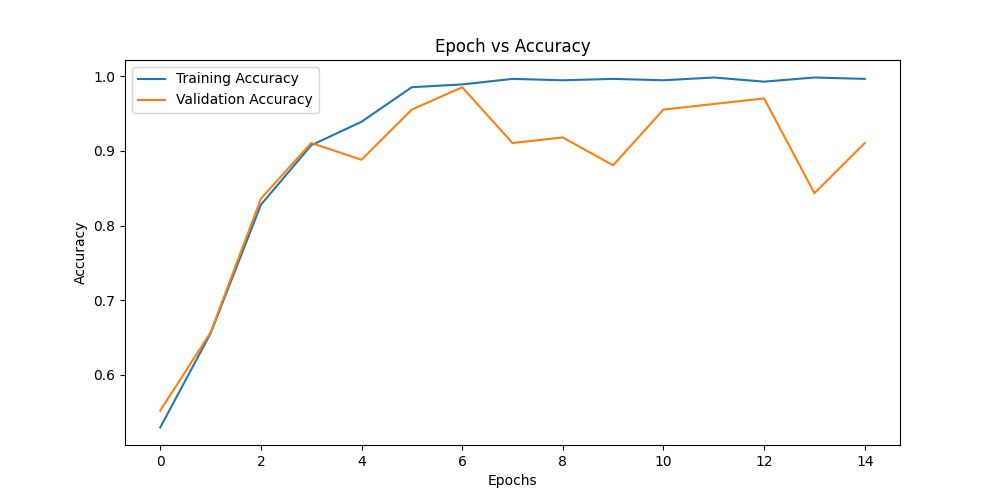 Epoch vs Accuracy
Training Accuracy
Validation Accuracy
1.0
0.9
0.8
0.7
0.6
Accuracy
0 2 4 6 8 10 12 14
Epochs